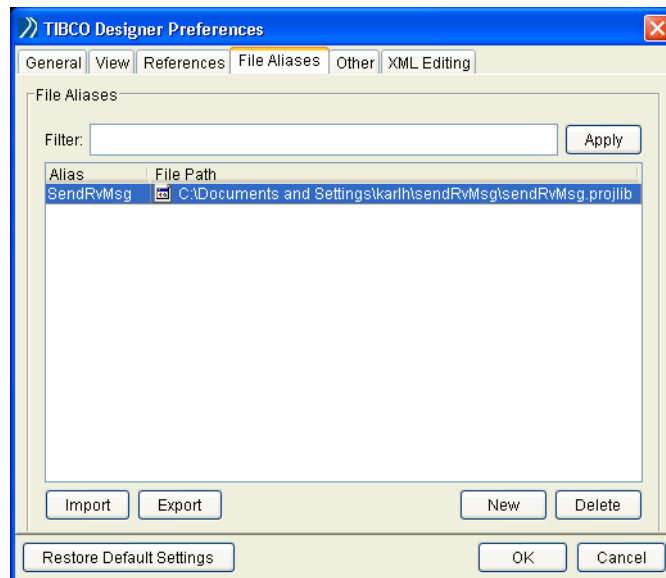 TIBCO Designer Preferences
General View References File Aliases Other XML Editing
File Aliases
Filter: Apply
Alias File Path
SendRvMsg C:\Documents and Settings\karlh\sendRvMsg\sendRvMsg.projlib
Import Export New Delete
Restore Default Settings OK Cancel